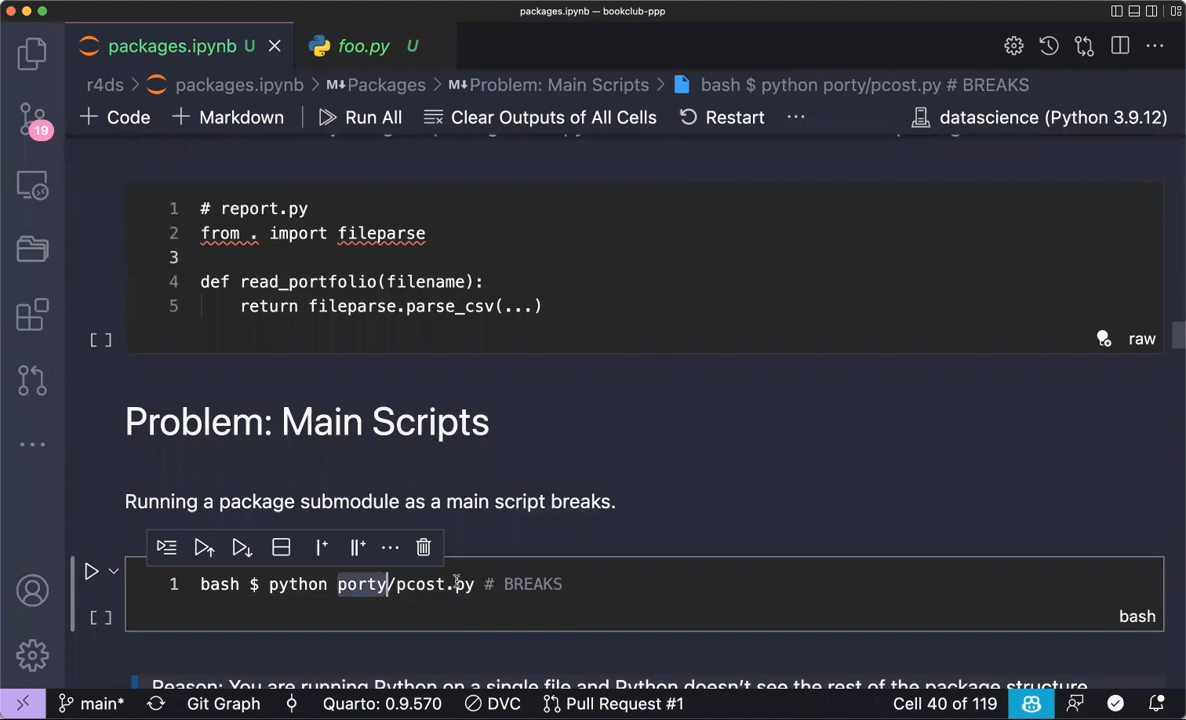 packages.ipynb — bookclub-ppp
packages.ipynb U
foo.py U
r4ds > packages.ipynb > M↓Packages > M↓Problem: Main Scripts > bash $ python porty/pcost.py # BREAKS
+ Code + Markdown Run All Clear Outputs of All Cells Restart ... datascience (Python 3.9.12)
19
1 # report.py
2 from . import fileparse
3
4 def read_portfolio(filename):
5 return fileparse.parse_csv(...)
[ ]
raw
Problem: Main Scripts
Running a package submodule as a main script breaks.
1 bash $ python porty/pcost.py # BREAKS
[ ]
bash
Reason: You are running Python on a single file and Python doesn't see the rest of the package structure
main* Git Graph Quarto: 0.9.570 DVC Pull Request #1 Cell 40 of 119